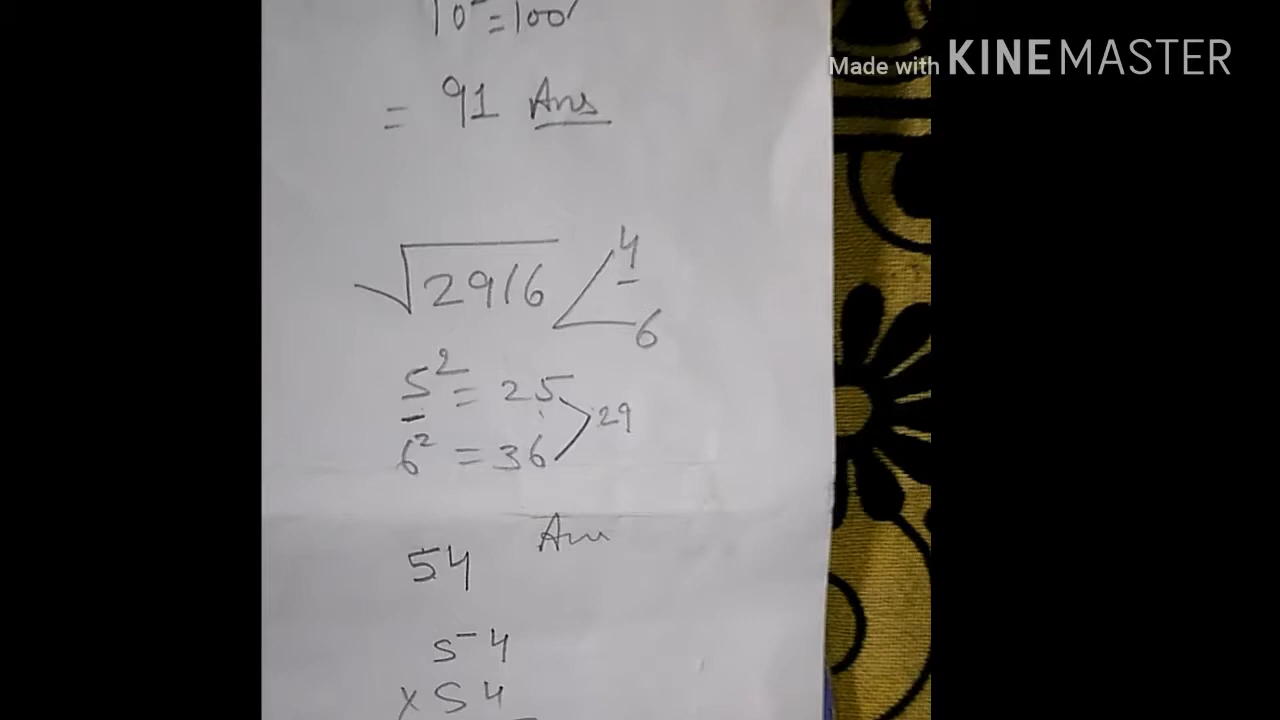 10² = 100
Made with KINEMASTER
= 91 Ans
√2916 4
6
5² = 25
29
6² = 36
Ans
54
54
× 54